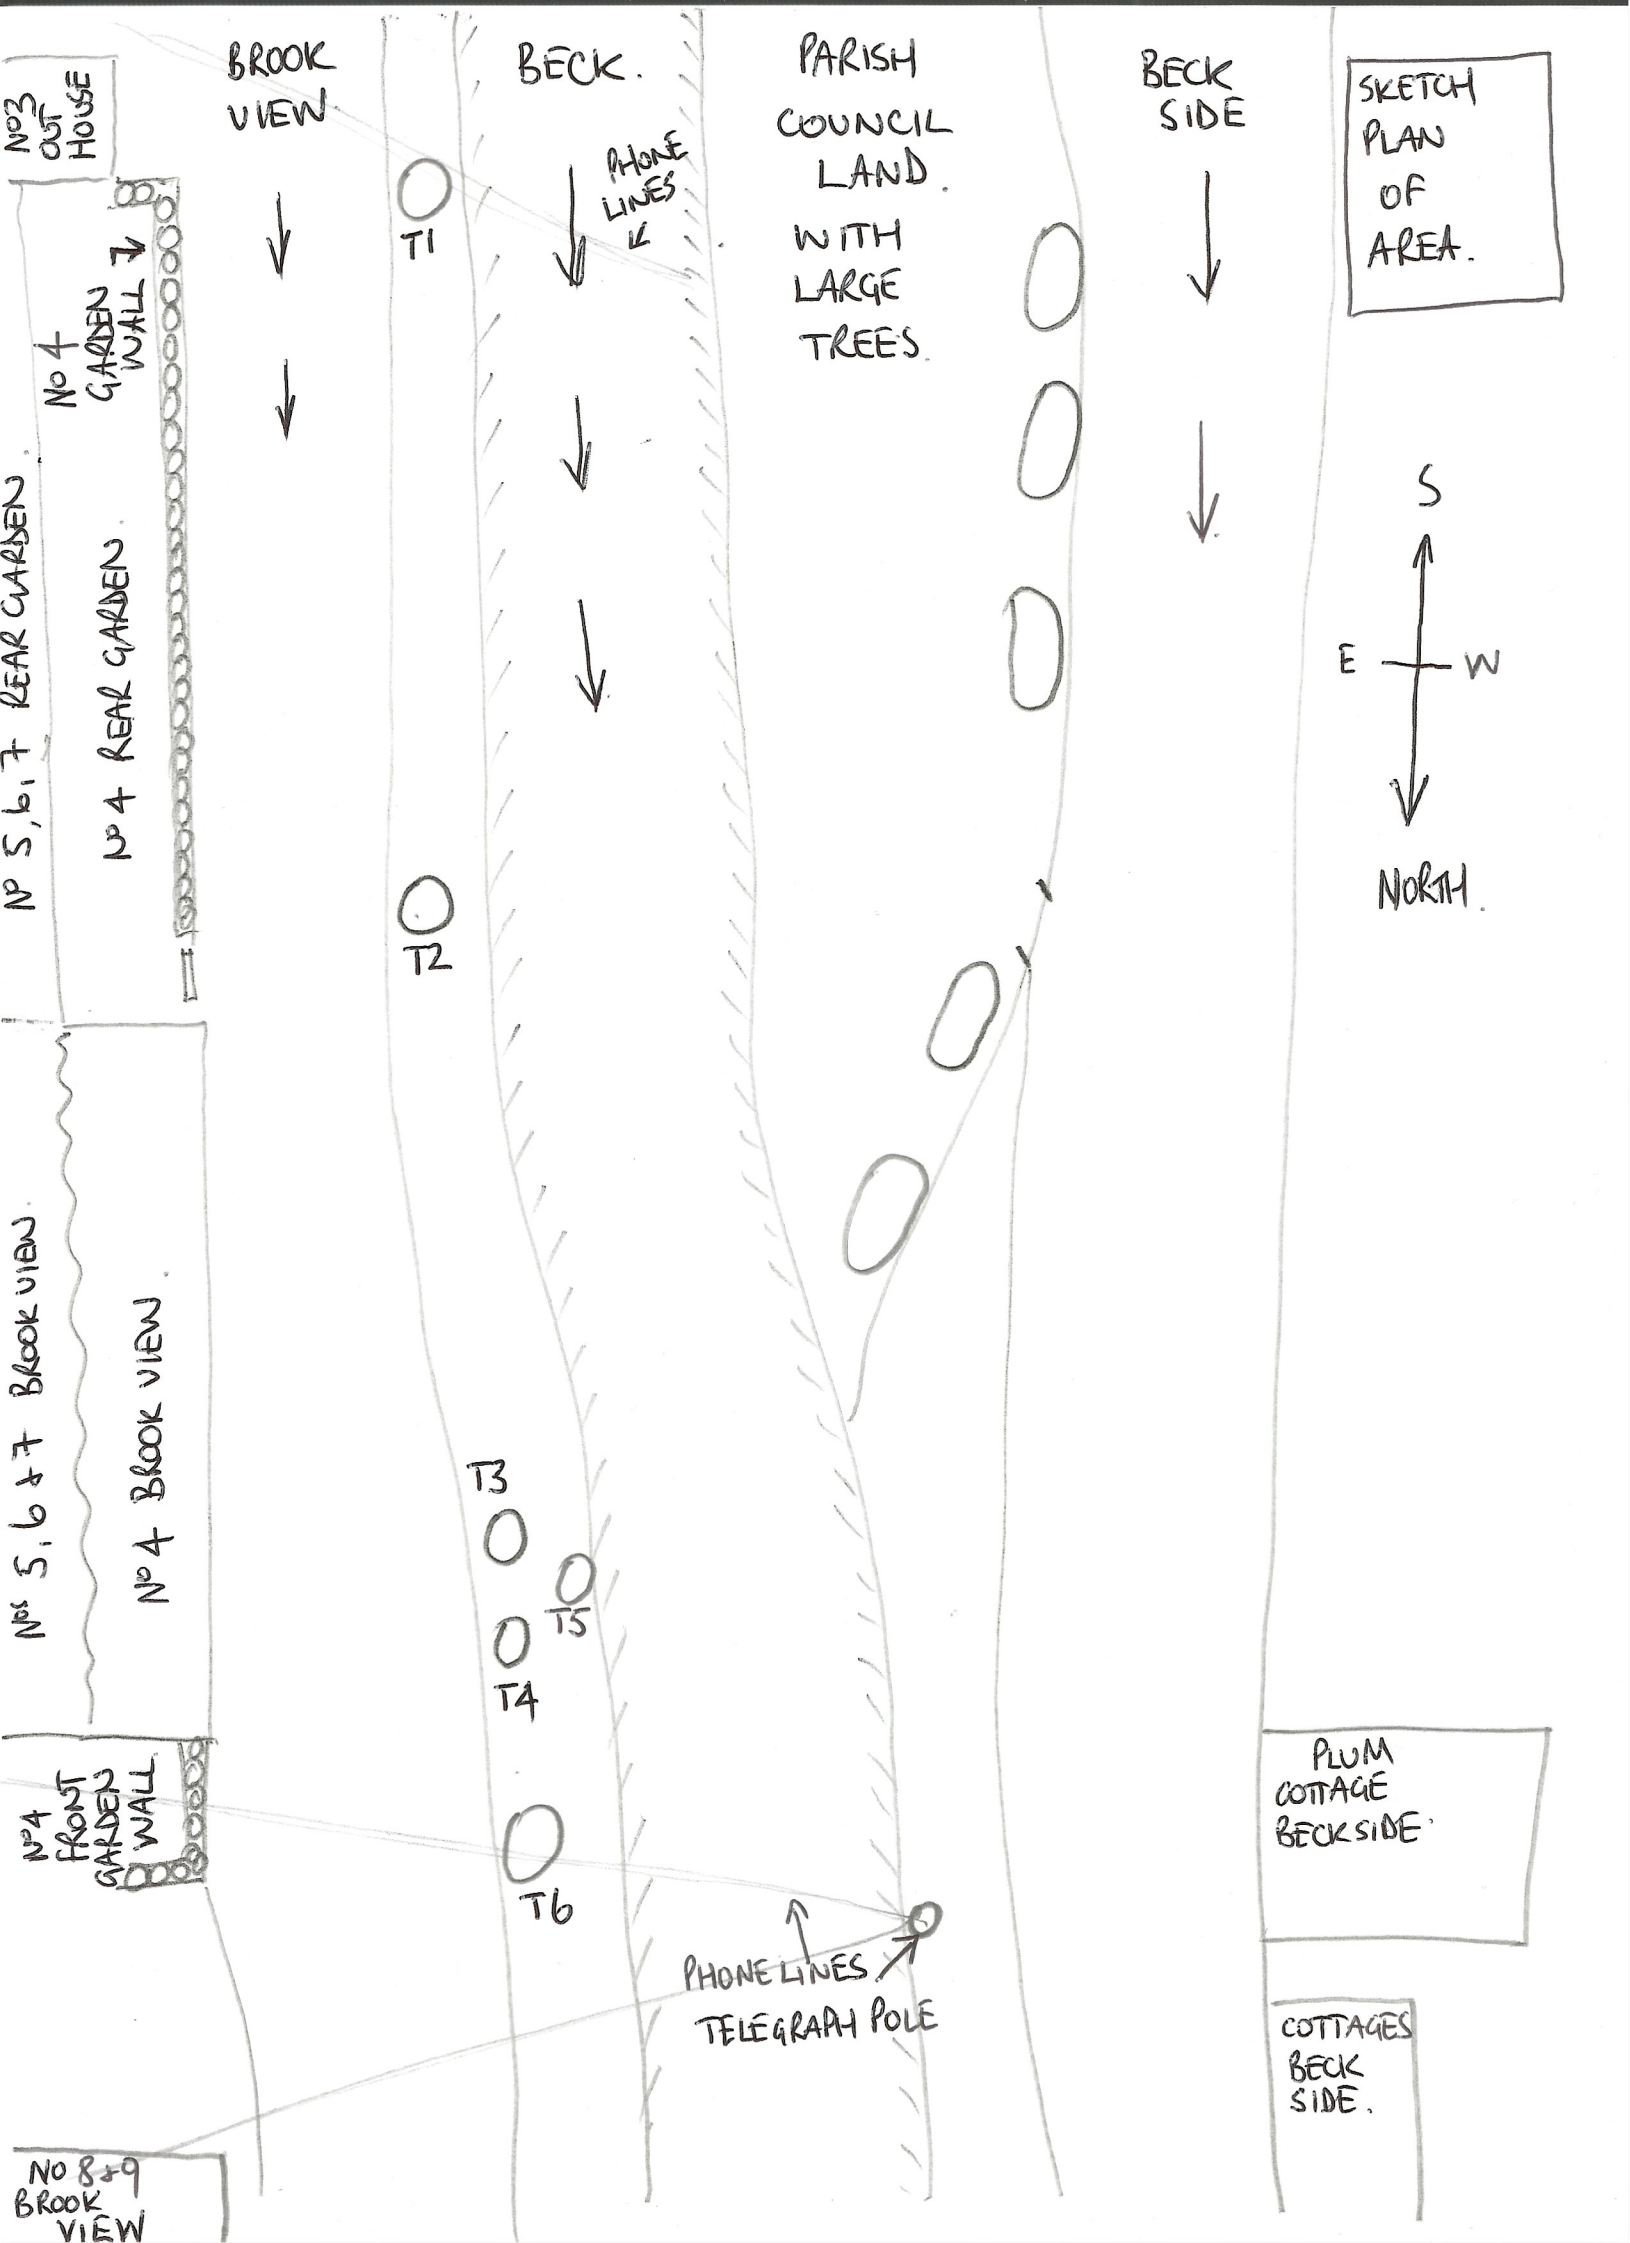 BROOK
VIEW
BECK.
PARISH
COUNCIL
LAND.
WITH
LARGE
TREES.
BECK
SIDE
SKETCH
PLAN
OF
AREA.
No3
OUT
HOUSE
PHONE
LINES
T1
No 4
GARDEN
WALL
No 5, 6, 7 REAR GARDEN.
No 4 REAR GARDEN.
S
E
W
NORTH.
T2
Nos 5, 6 & 7 BROOK VIEW.
No 4 BROOK VIEW.
T3
T5
T4
No4
FRONT
GARDEN
WALL
T6
PLUM
COTTAGE
BECKSIDE.
PHONE LINES.
TELEGRAPH POLE
COTTAGES
BECK
SIDE.
NO 8&9
BROOK
VIEW